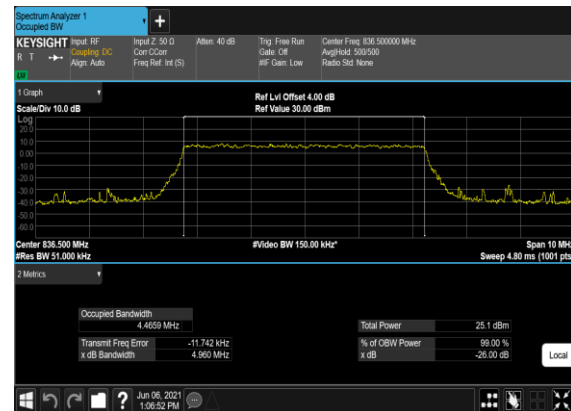 Spectrum Analyzer 1
Occupied BW
KEYSIGHT Input: RF Input Z: 50 Ω Atten: 40 dB Trig: Free Run Center Freq: 836.500000 MHz
R T Coupling: DC Corr CCorr Gate: Off Avg|Hold: 500/500
Align: Auto Freq Ref: Int (S) #IF Gain: Low Radio Std: None
LW
1 Graph
Ref Lvl Offset 4.00 dB
Scale/Div 10.0 dB Ref Value 30.00 dBm
Log
20.0
10.0
0.00
-10.0
-20.0
-30.0
-40.0
-50.0
-60.0
Center 836.500 MHz #Video BW 150.00 kHz* Span 10 MHz
#Res BW 51.000 kHz Sweep 4.80 ms (1001 pts
2 Metrics
Occupied Bandwidth
4.4659 MHz Total Power 25.1 dBm
Transmit Freq Error -11.742 kHz % of OBW Power 99.00 %
x dB Bandwidth 4.960 MHz x dB -26.00 dB
Local
Jun 06, 2021
1:06:52 PM